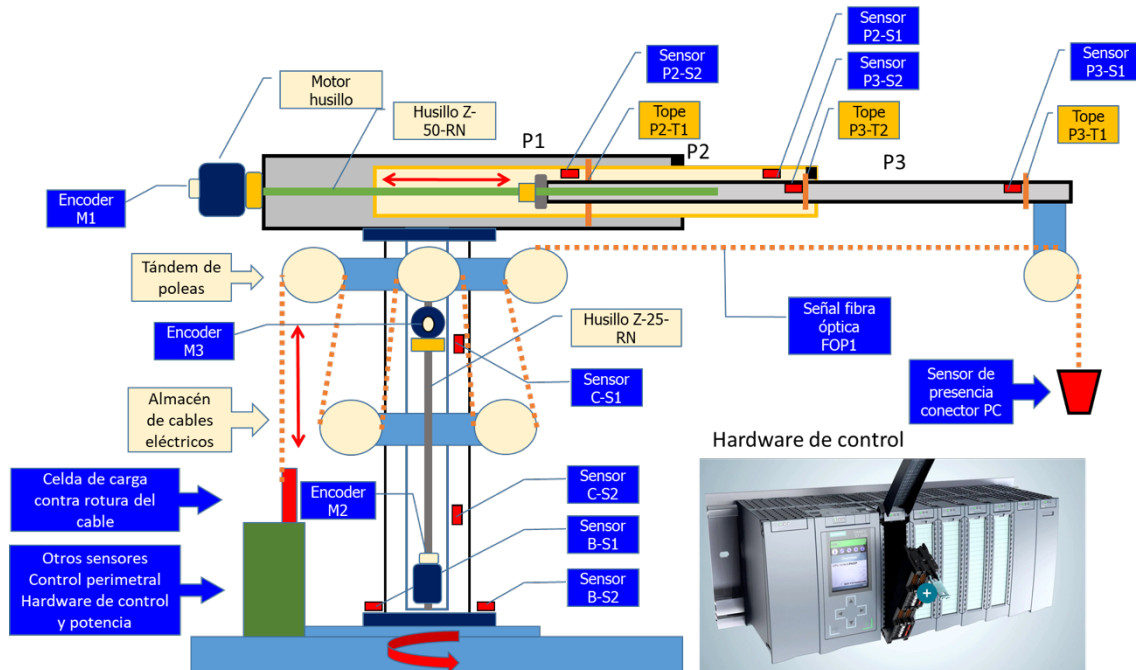 Sensor
P2-S1
Sensor
P2-S2
Sensor
P3-S2
Sensor
P3-S1
Motor
husillo
Husillo Z-
50-RN
Tope
P2-T1
Tope
P3-T2
Tope
P3-T1
P1
P2
P3
Encoder
M1
Tándem de
poleas
Encoder
M3
Husillo Z-25-
RN
Señal fibra
óptica
FOP1
Sensor
C-S1
Sensor de
presencia
conector PC
Almacén
de cables
eléctricos
Hardware de control
Celda de carga
contra rotura del
cable
Encoder
M2
Sensor
C-S2
Sensor
B-S1
Sensor
B-S2
Otros sensores
Control perimetral
Hardware de control
y potencia